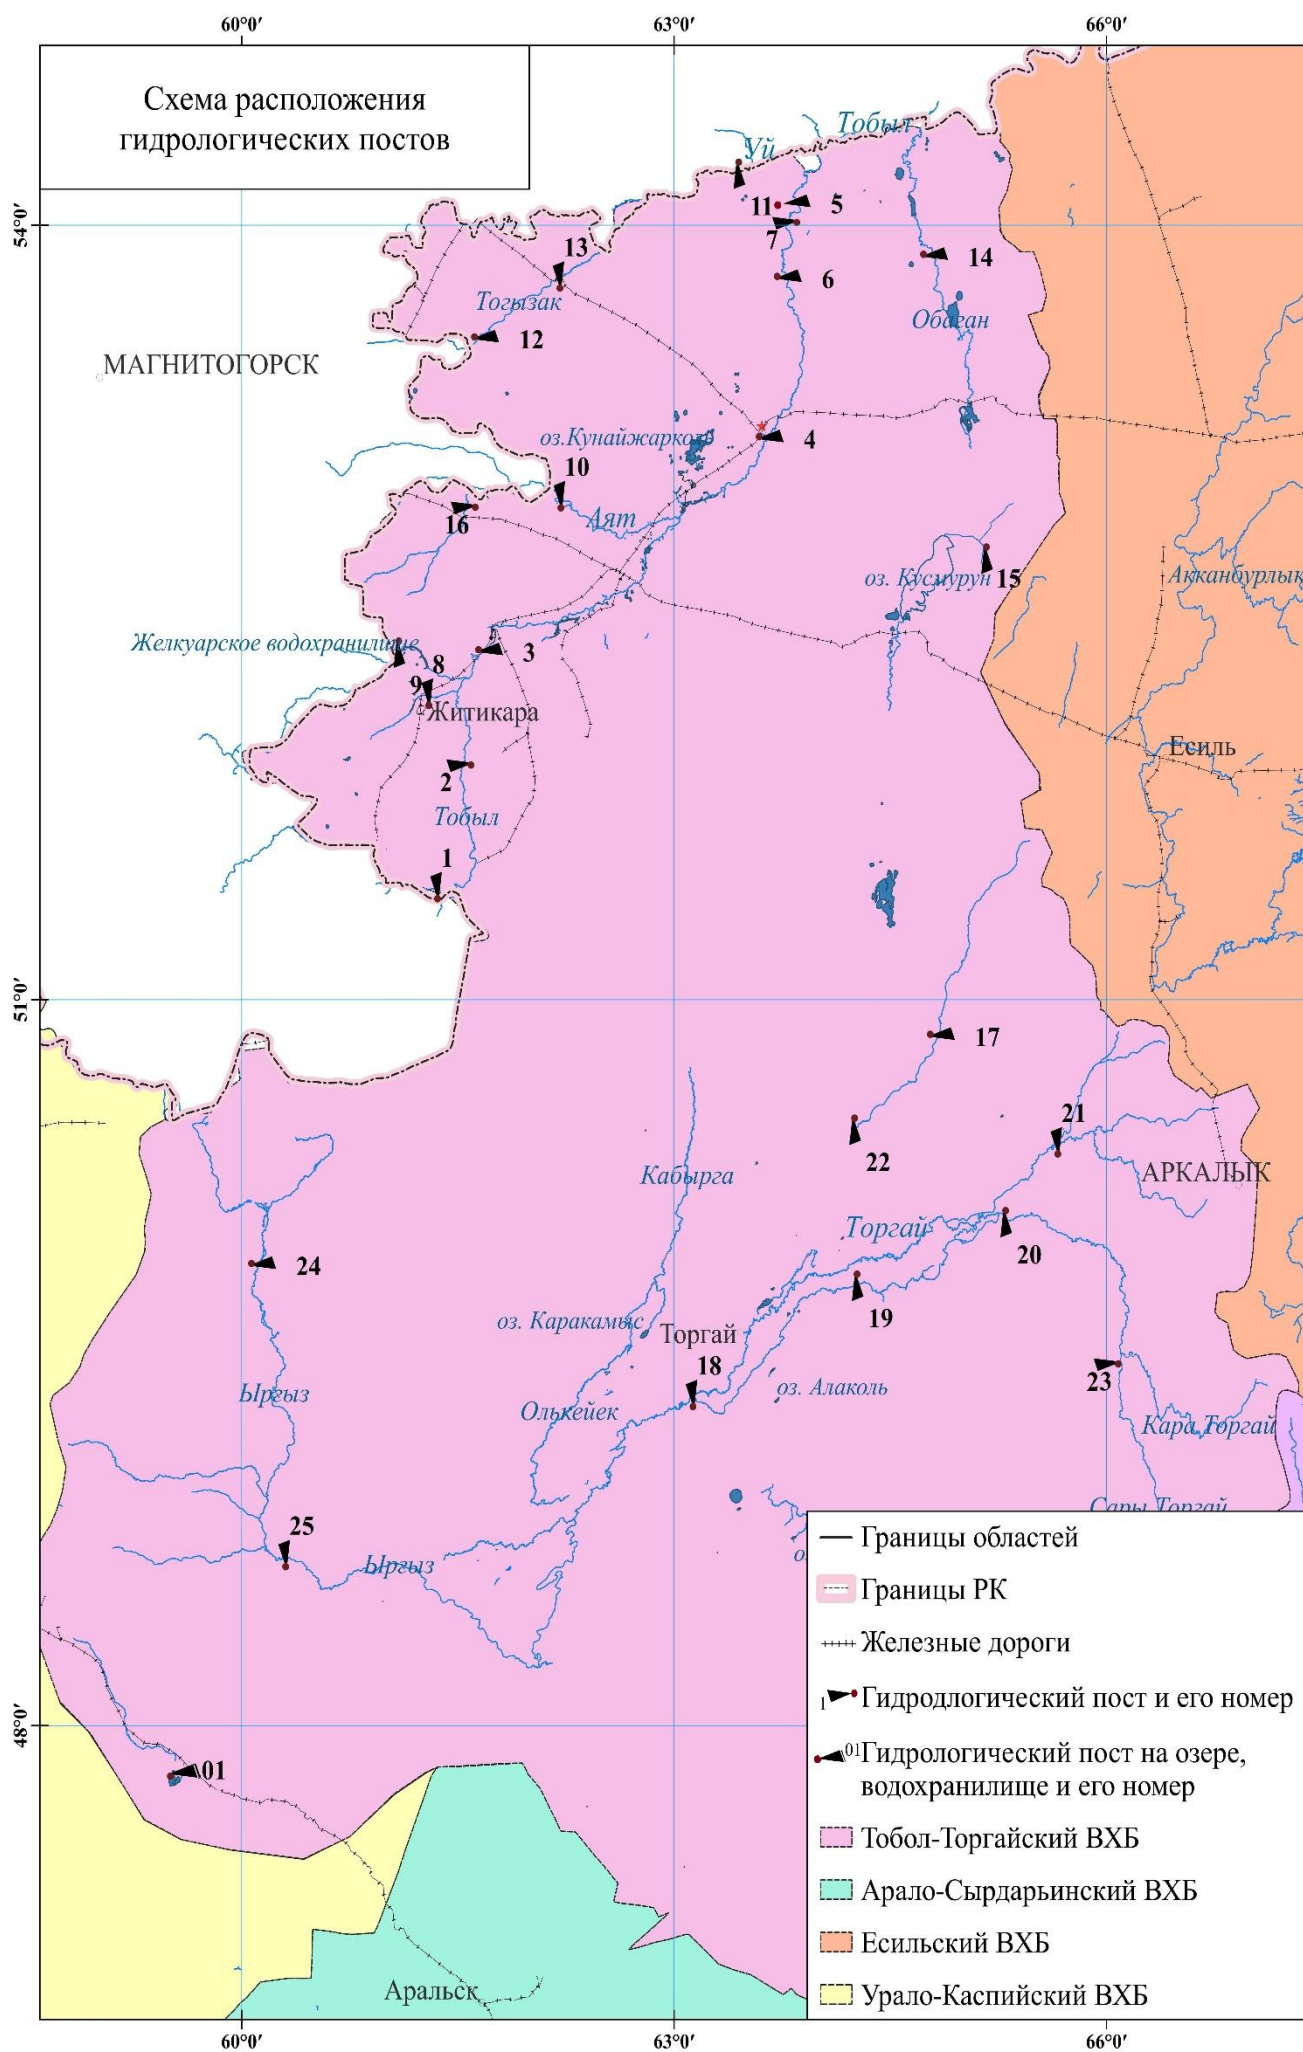 60°0′
63°0′
66°0′
Схема расположения
гидрологических постов
Тобыл
Уй
11
5
54°0′
7
13
14
6
Тогызак
Обаган
12
МАГНИТОГОРСК
оз.Кунайжарколь
4
10
16
Аят
оз. Кусмурун
15
Акканбурлык
Желкуарское водохранилище
8
3
9
Житикара
Есиль
2
Тобыл
1
51°0′
17
21
22
Кабырга
АРКАЛЫК
Торгай
20
24
19
оз. Каракамыс
Торгай
18
23
оз. Алаколь
Ыргыз
Олькейек
Кара Торгай
Сары Торгай
25
Ыргыз
о
48°0′
01
Аральск
Границы областей
Границы РК
Железные дороги
1 Гидродлогический пост и его номер
01 Гидрологический пост на озере,
водохранилище и его номер
Тобол-Торгайский ВХБ
Арало-Сырдарьинский ВХБ
Есильский ВХБ
Урало-Каспийский ВХБ
60°0′
63°0′
66°0′